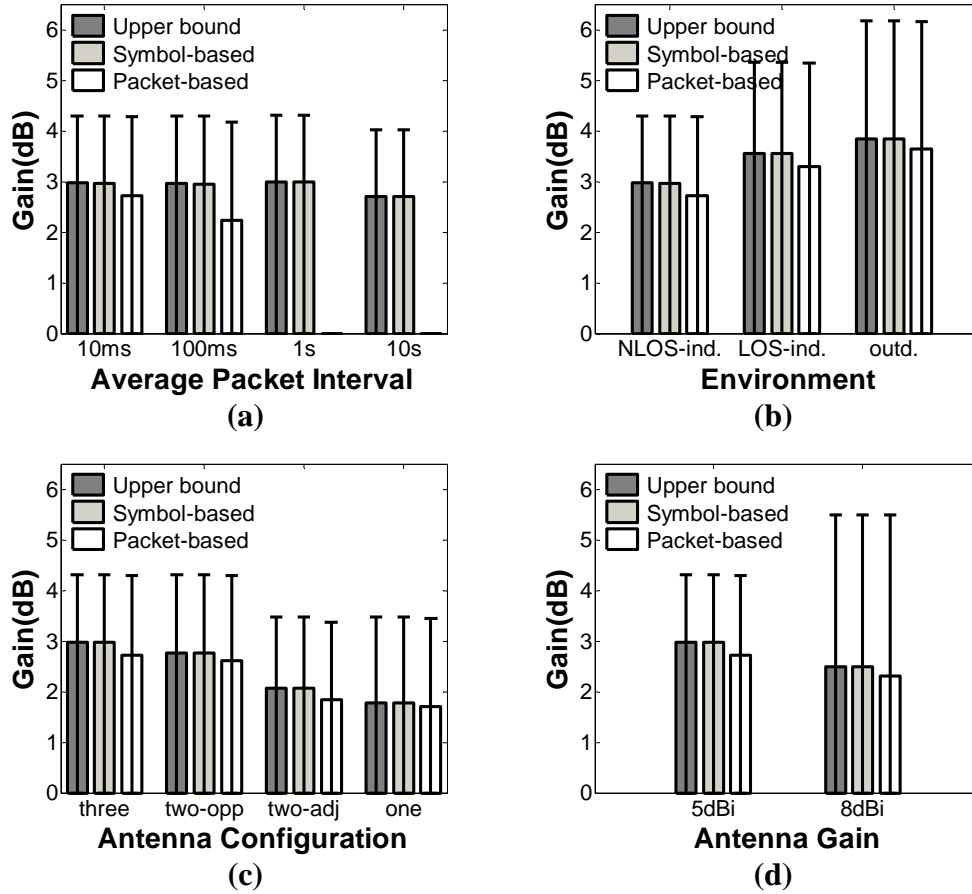 6
5
4
3
2
1
0
Gain(dB)
Upper bound
Symbol-based
Packet-based
10ms 100ms 1s 10s
Average Packet Interval
(a)
6
5
4
3
2
1
0
Gain(dB)
Upper bound
Symbol-based
Packet-based
NLOS-ind. LOS-ind. outd.
Environment
(b)
6
5
4
3
2
1
0
Gain(dB)
Upper bound
Symbol-based
Packet-based
three two-opp two-adj one
Antenna Configuration
(c)
6
5
4
3
2
1
0
Gain(dB)
Upper bound
Symbol-based
Packet-based
5dBi 8dBi
Antenna Gain
(d)